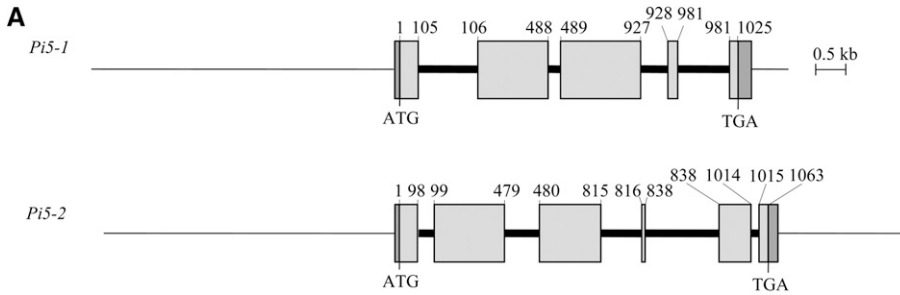 A
Pi5-1
1 105 106 488 489 927 928 981 981 1025
0.5 kb
ATG TGA
Pi5-2
1 98 99 479 480 815 816 838 838 1014 1015 1063
ATG TGA